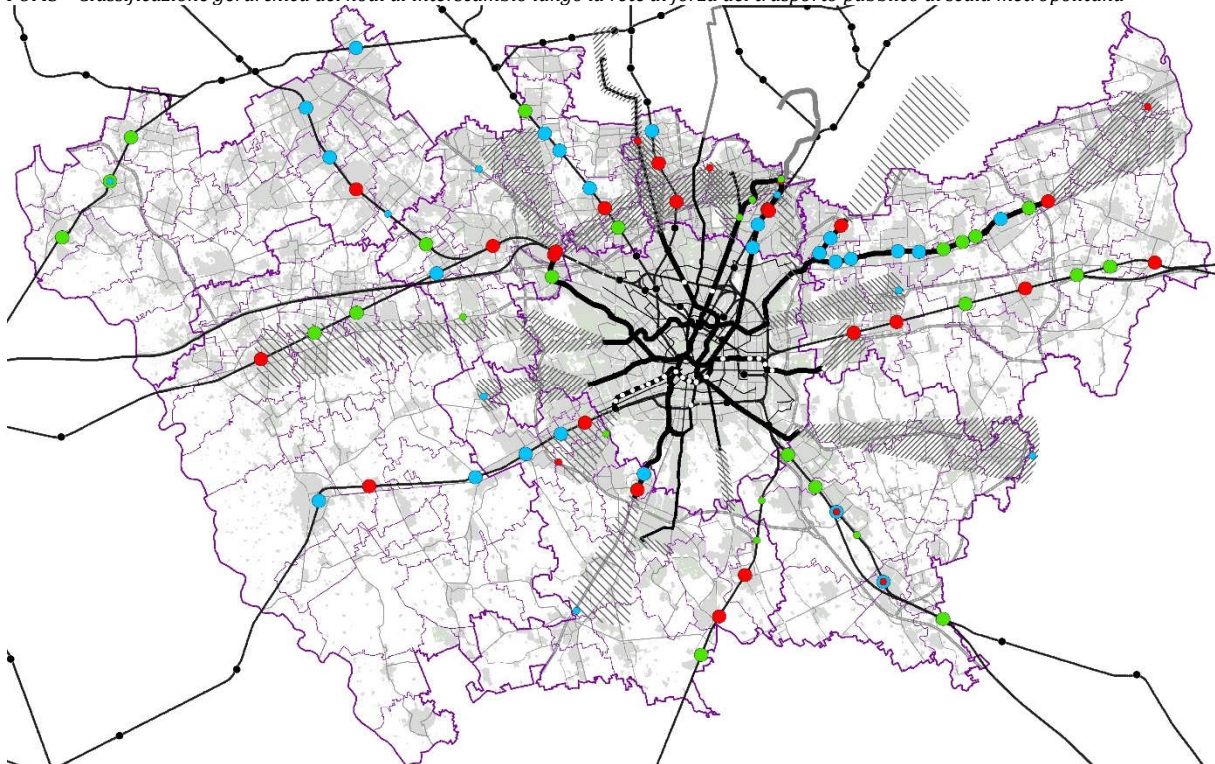 Classificazione gerarchica dei nodi di interscambio lungo la rete di forza del trasporto pubblico di scala metropolitana